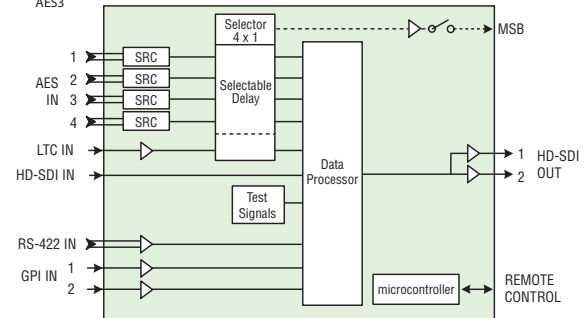 AES3
Selector
4 x 1
MSB
1
SRC
AES
2
SRC
Selectable
Delay
IN
3
SRC
4
SRC
LTC IN
Data
Processor
1
HD-SDI
HD-SDI IN
2
OUT
Test
Signals
RS-422 IN
GPI IN
1
2
microcontroller
REMOTE
CONTROL